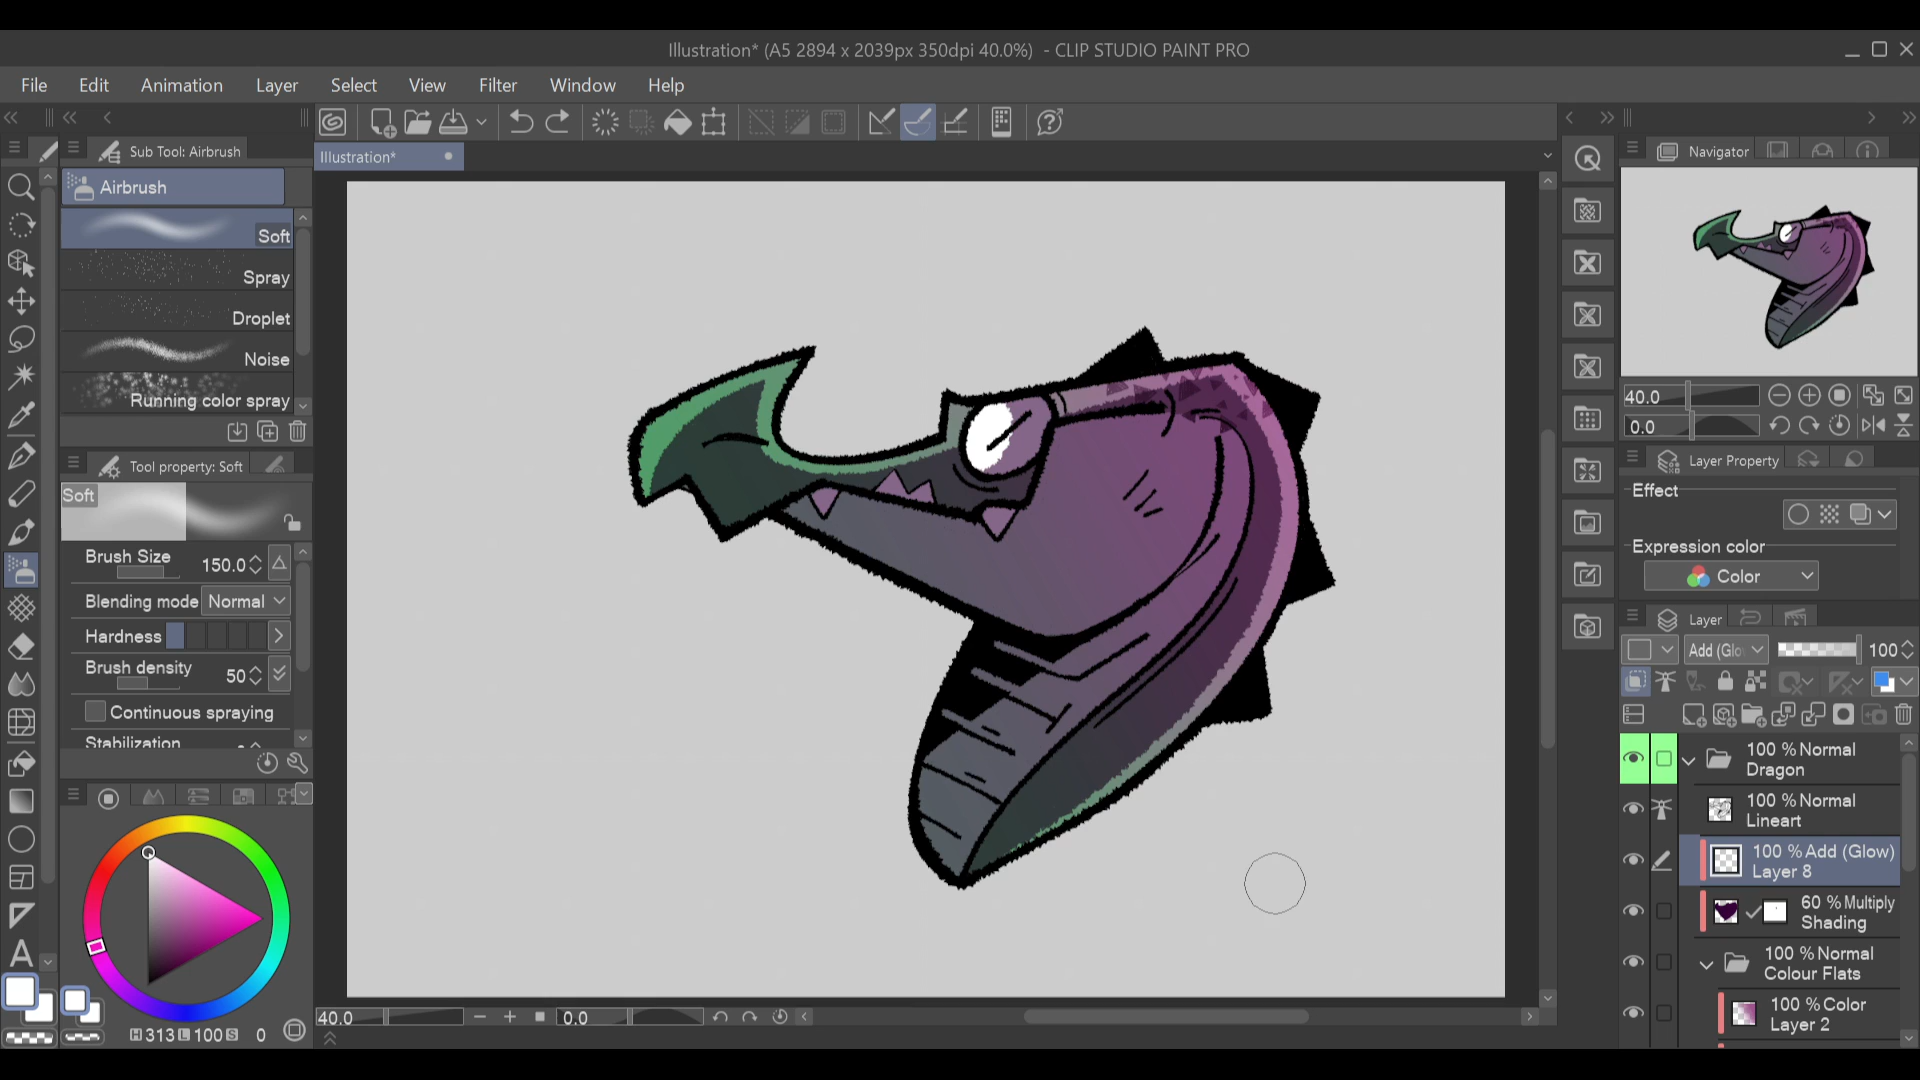 Illustration* (A5 2894 x 2039px 350dpi 40.0%) - CLIP STUDIO PAINT PRO
File Edit Animation Layer Select View Filter Window Help
Sub Tool: Airbrush
Illustration*
Navigator
Airbrush
Soft
Spray
Droplet
Noise
Running color spray
40.0
0.0
Tool property: Soft
Layer Property
Soft
Effect
Expression color
Color
Brush Size 150.0
Blending mode Normal
Hardness
Brush density 50
Continuous spraying
Stabilization
Layer
Add (Glo 100
100 % Normal
Dragon
100 % Normal
Lineart
100 % Add (Glow)
Layer 8
60 % Multiply
Shading
100 % Normal
Colour Flats
100 % Color
Layer 2
A
40.0 0.0
H 313 L 100 S 0